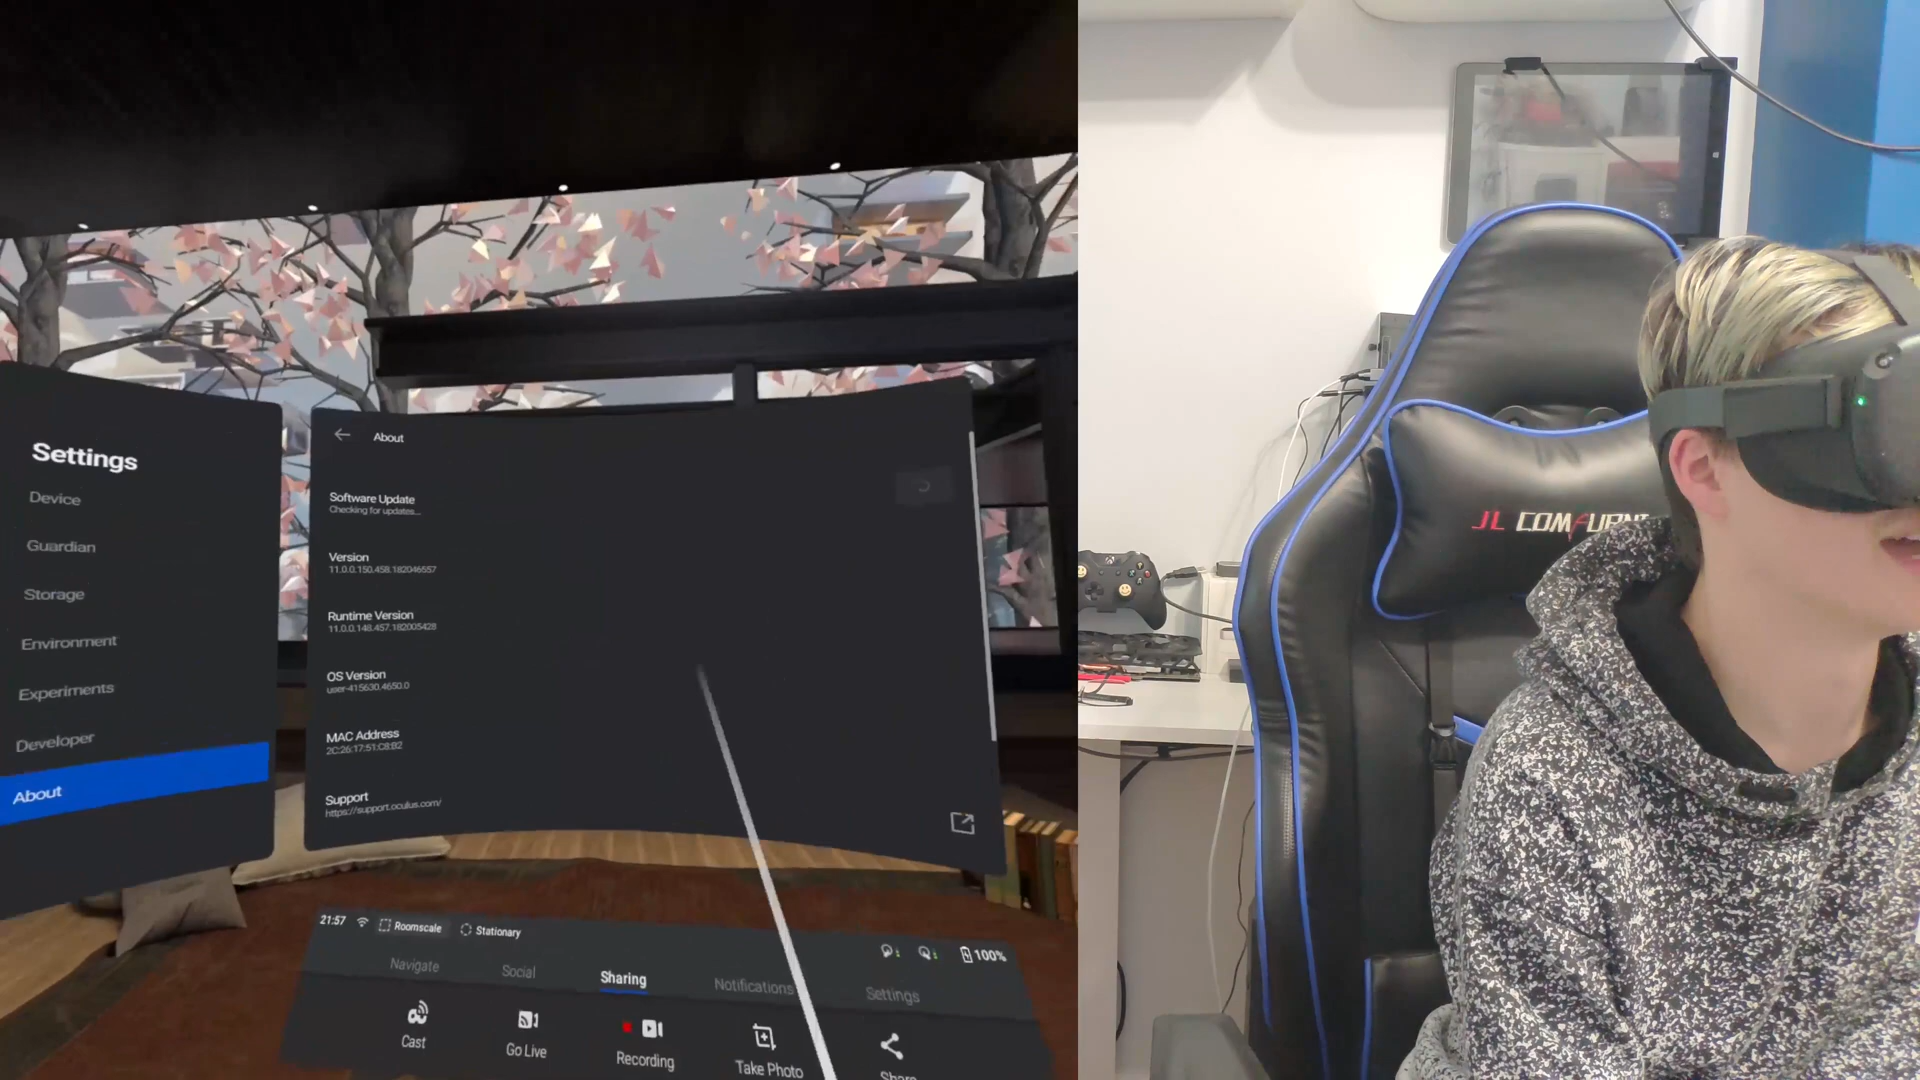 Settings
Device
Guardian
Storage
Environment
Experiments
Developer
About
About
Software Update
Checking for updates...
Version
11.0.0.150.458.182046557
Runtime Version
11.0.0.148.457.182005428
OS Version
user-415630.4650.0
MAC Address
2C:26:17:51:C8:B2
Support
https://support.oculus.com/
21:57 Roomscale Stationary 100%
Navigate Social Sharing Notifications Settings
Cast Go Live Recording Take Photo Share
JL COMFURNI